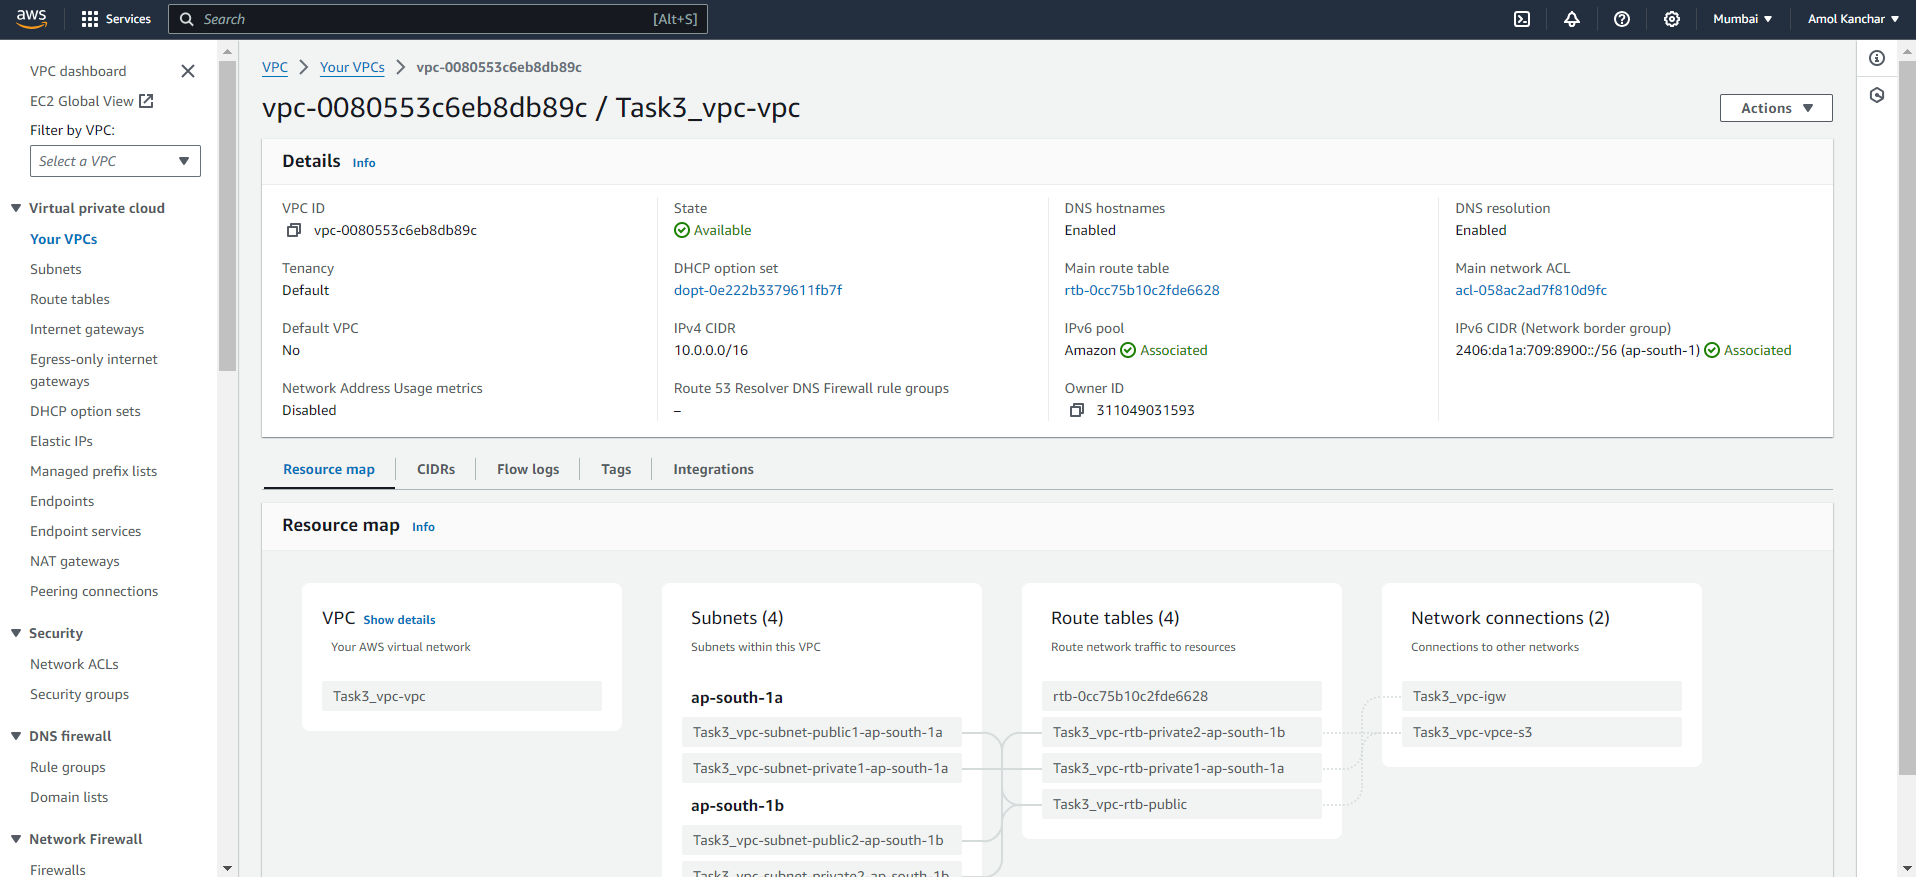 aws Services Search [Alt+S] Mumbai Amol Kanchar
VPC dashboard
EC2 Global View
Filter by VPC:
Select a VPC
Virtual private cloud
Your VPCs
Subnets
Route tables
Internet gateways
Egress-only internet
gateways
DHCP option sets
Elastic IPs
Managed prefix lists
Endpoints
Endpoint services
NAT gateways
Peering connections
Security
Network ACLs
Security groups
DNS firewall
Rule groups
Domain lists
Network Firewall
Firewalls
VPC Your VPCs vpc-0080553c6eb8db89c
vpc-0080553c6eb8db89c / Task3_vpc-vpc
Actions
Details Info
VPC ID
vpc-0080553c6eb8db89c
State
Available
DNS hostnames
Enabled
DNS resolution
Enabled
Tenancy
Default
DHCP option set
dopt-0e222b3379611fb7f
Main route table
rtb-0cc75b10c2fde6628
Main network ACL
acl-058ac2ad7f810d9fc
Default VPC
No
IPv4 CIDR
10.0.0.0/16
IPv6 pool
Amazon Associated
IPv6 CIDR (Network border group)
2406:da1a:709:8900::/56 (ap-south-1) Associated
Network Address Usage metrics
Disabled
Route 53 Resolver DNS Firewall rule groups
–
Owner ID
311049031593
Resource map CIDRs Flow logs Tags Integrations
Resource map Info
VPC Show details
Your AWS virtual network
Task3_vpc-vpc
Subnets (4)
Subnets within this VPC
ap-south-1a
Task3_vpc-subnet-public1-ap-south-1a
Task3_vpc-subnet-private1-ap-south-1a
ap-south-1b
Task3_vpc-subnet-public2-ap-south-1b
Task3_vpc-subnet-private2-ap-south-1b
Route tables (4)
Route network traffic to resources
rtb-0cc75b10c2fde6628
Task3_vpc-rtb-private2-ap-south-1b
Task3_vpc-rtb-private1-ap-south-1a
Task3_vpc-rtb-public
Network connections (2)
Connections to other networks
Task3_vpc-igw
Task3_vpc-vpce-s3